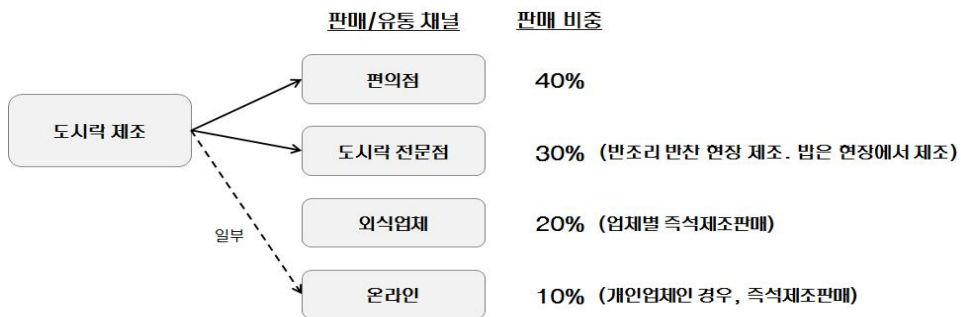 판매/유통 채널 판매 비중
편의점 40%
도시락 제조
도시락 전문점 30% (반조리 반찬 현장 제조. 밥은 현장에서 제조)
외식업체 20% (업체별 즉석제조판매)
일부
온라인 10% (개인업체인 경우, 즉석제조판매)